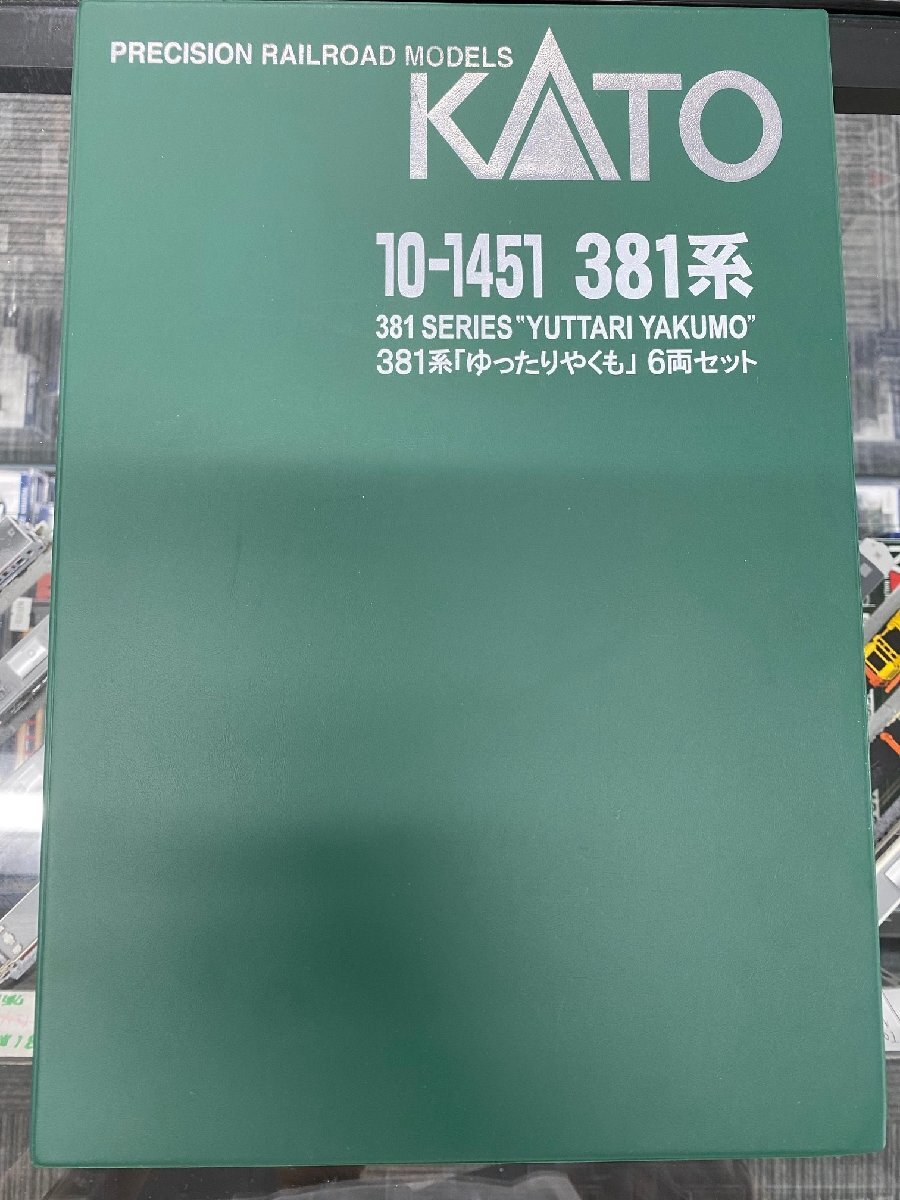 PRECISION RAILROAD MODELS
KATO
10-1451 381系
381 SERIES "YUTTARI YAKUMO"
381系「ゆったりやくも」 6両セット